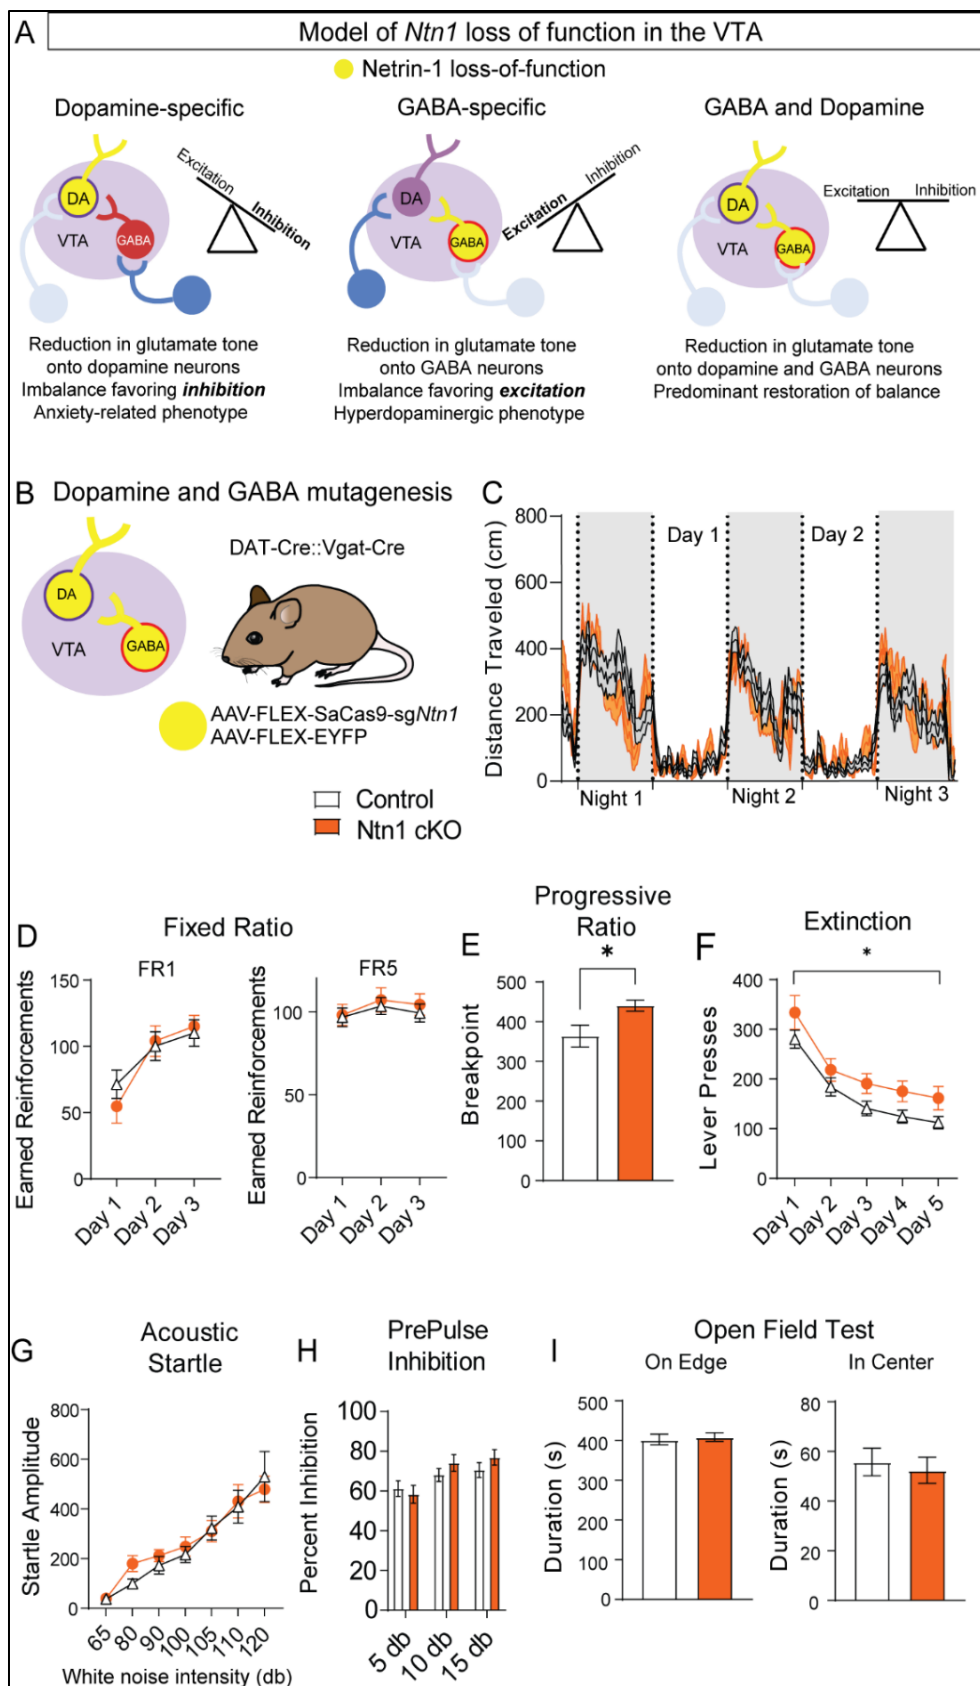 A
Model of Ntn1 loss of function in the VTA
Netrin-1 loss-of-function
Dopamine-specific
GABA-specific
GABA and Dopamine
DA
VTA
GABA
Excitation
Inhibition
DA
VTA
GABA
Excitation
Inhibition
DA
VTA
GABA
Excitation
Inhibition
Reduction in glutamate tone
onto dopamine neurons
Imbalance favoring inhibition
Anxiety-related phenotype
Reduction in glutamate tone
onto GABA neurons
Imbalance favoring excitation
Hyperdopaminergic phenotype
Reduction in glutamate tone
onto dopamine and GABA neurons
Predominant restoration of balance
B
Dopamine and GABA mutagenesis
DA
VTA
GABA
DAT-Cre::Vgat-Cre
AAV-FLEX-SaCas9-sgNtn1
AAV-FLEX-EYFP
Control
Ntn1 cKO
C
Distance Traveled (cm)
800
600
400
200
0
Day 1
Day 2
Night 1
Night 2
Night 3
D
Fixed Ratio
FR1
Earned Reinforcements
150
100
50
0
Day 1
Day 2
Day 3
FR5
Earned Reinforcements
100
50
0
Day 1
Day 2
Day 3
E
Progressive
Ratio
*
Breakpoint
500
400
300
200
100
0
F
Extinction
*
Lever Presses
400
300
200
100
0
Day 1
Day 2
Day 3
Day 4
Day 5
G
Acoustic
Startle
Startle Amplitude
800
600
400
200
0
65
80
90
100
105
110
120
White noise intensity (db)
H
PrePulse
Inhibition
Percent Inhibition
100
80
60
40
20
0
5 db
10 db
15 db
I
Open Field Test
On Edge
Duration (s)
500
400
300
200
100
0
In Center
Duration (s)
80
60
40
20
0